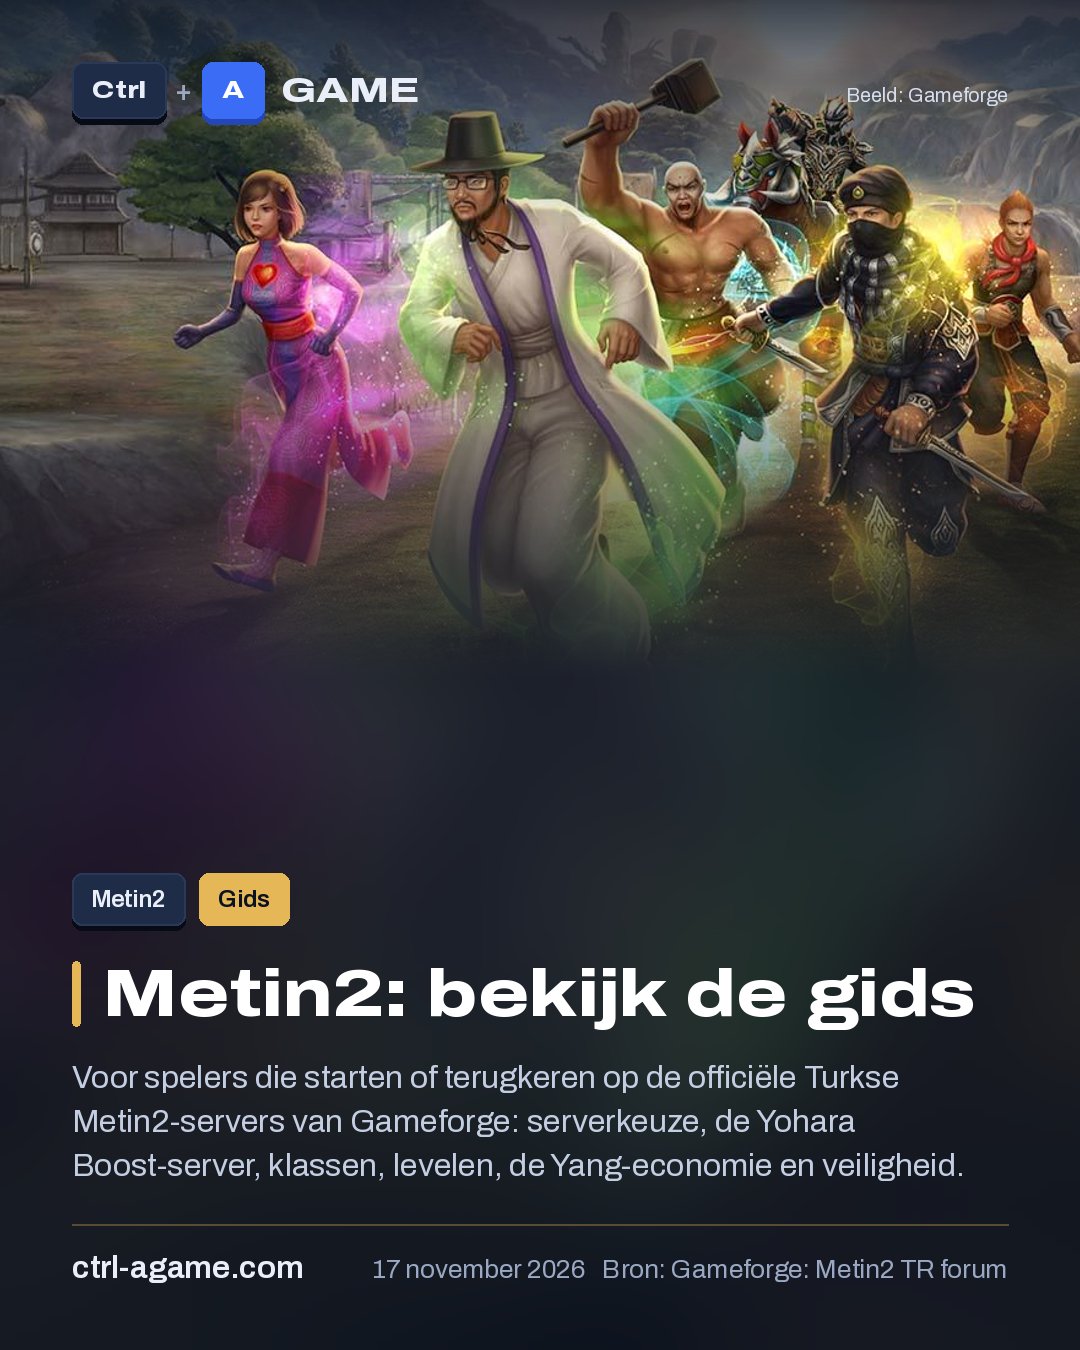 Ctrl + A GAME
Beeld: Gameforge
Metin2 Gids
Metin2: bekijk de gids
Voor spelers die starten of terugkeren op de officiële Turkse
Metin2-servers van Gameforge: serverkeuze, de Yohara
Boost-server, klassen, levelen, de Yang-economie en veiligheid.
ctrl-agame.com
17 november 2026 Bron: Gameforge: Metin2 TR forum